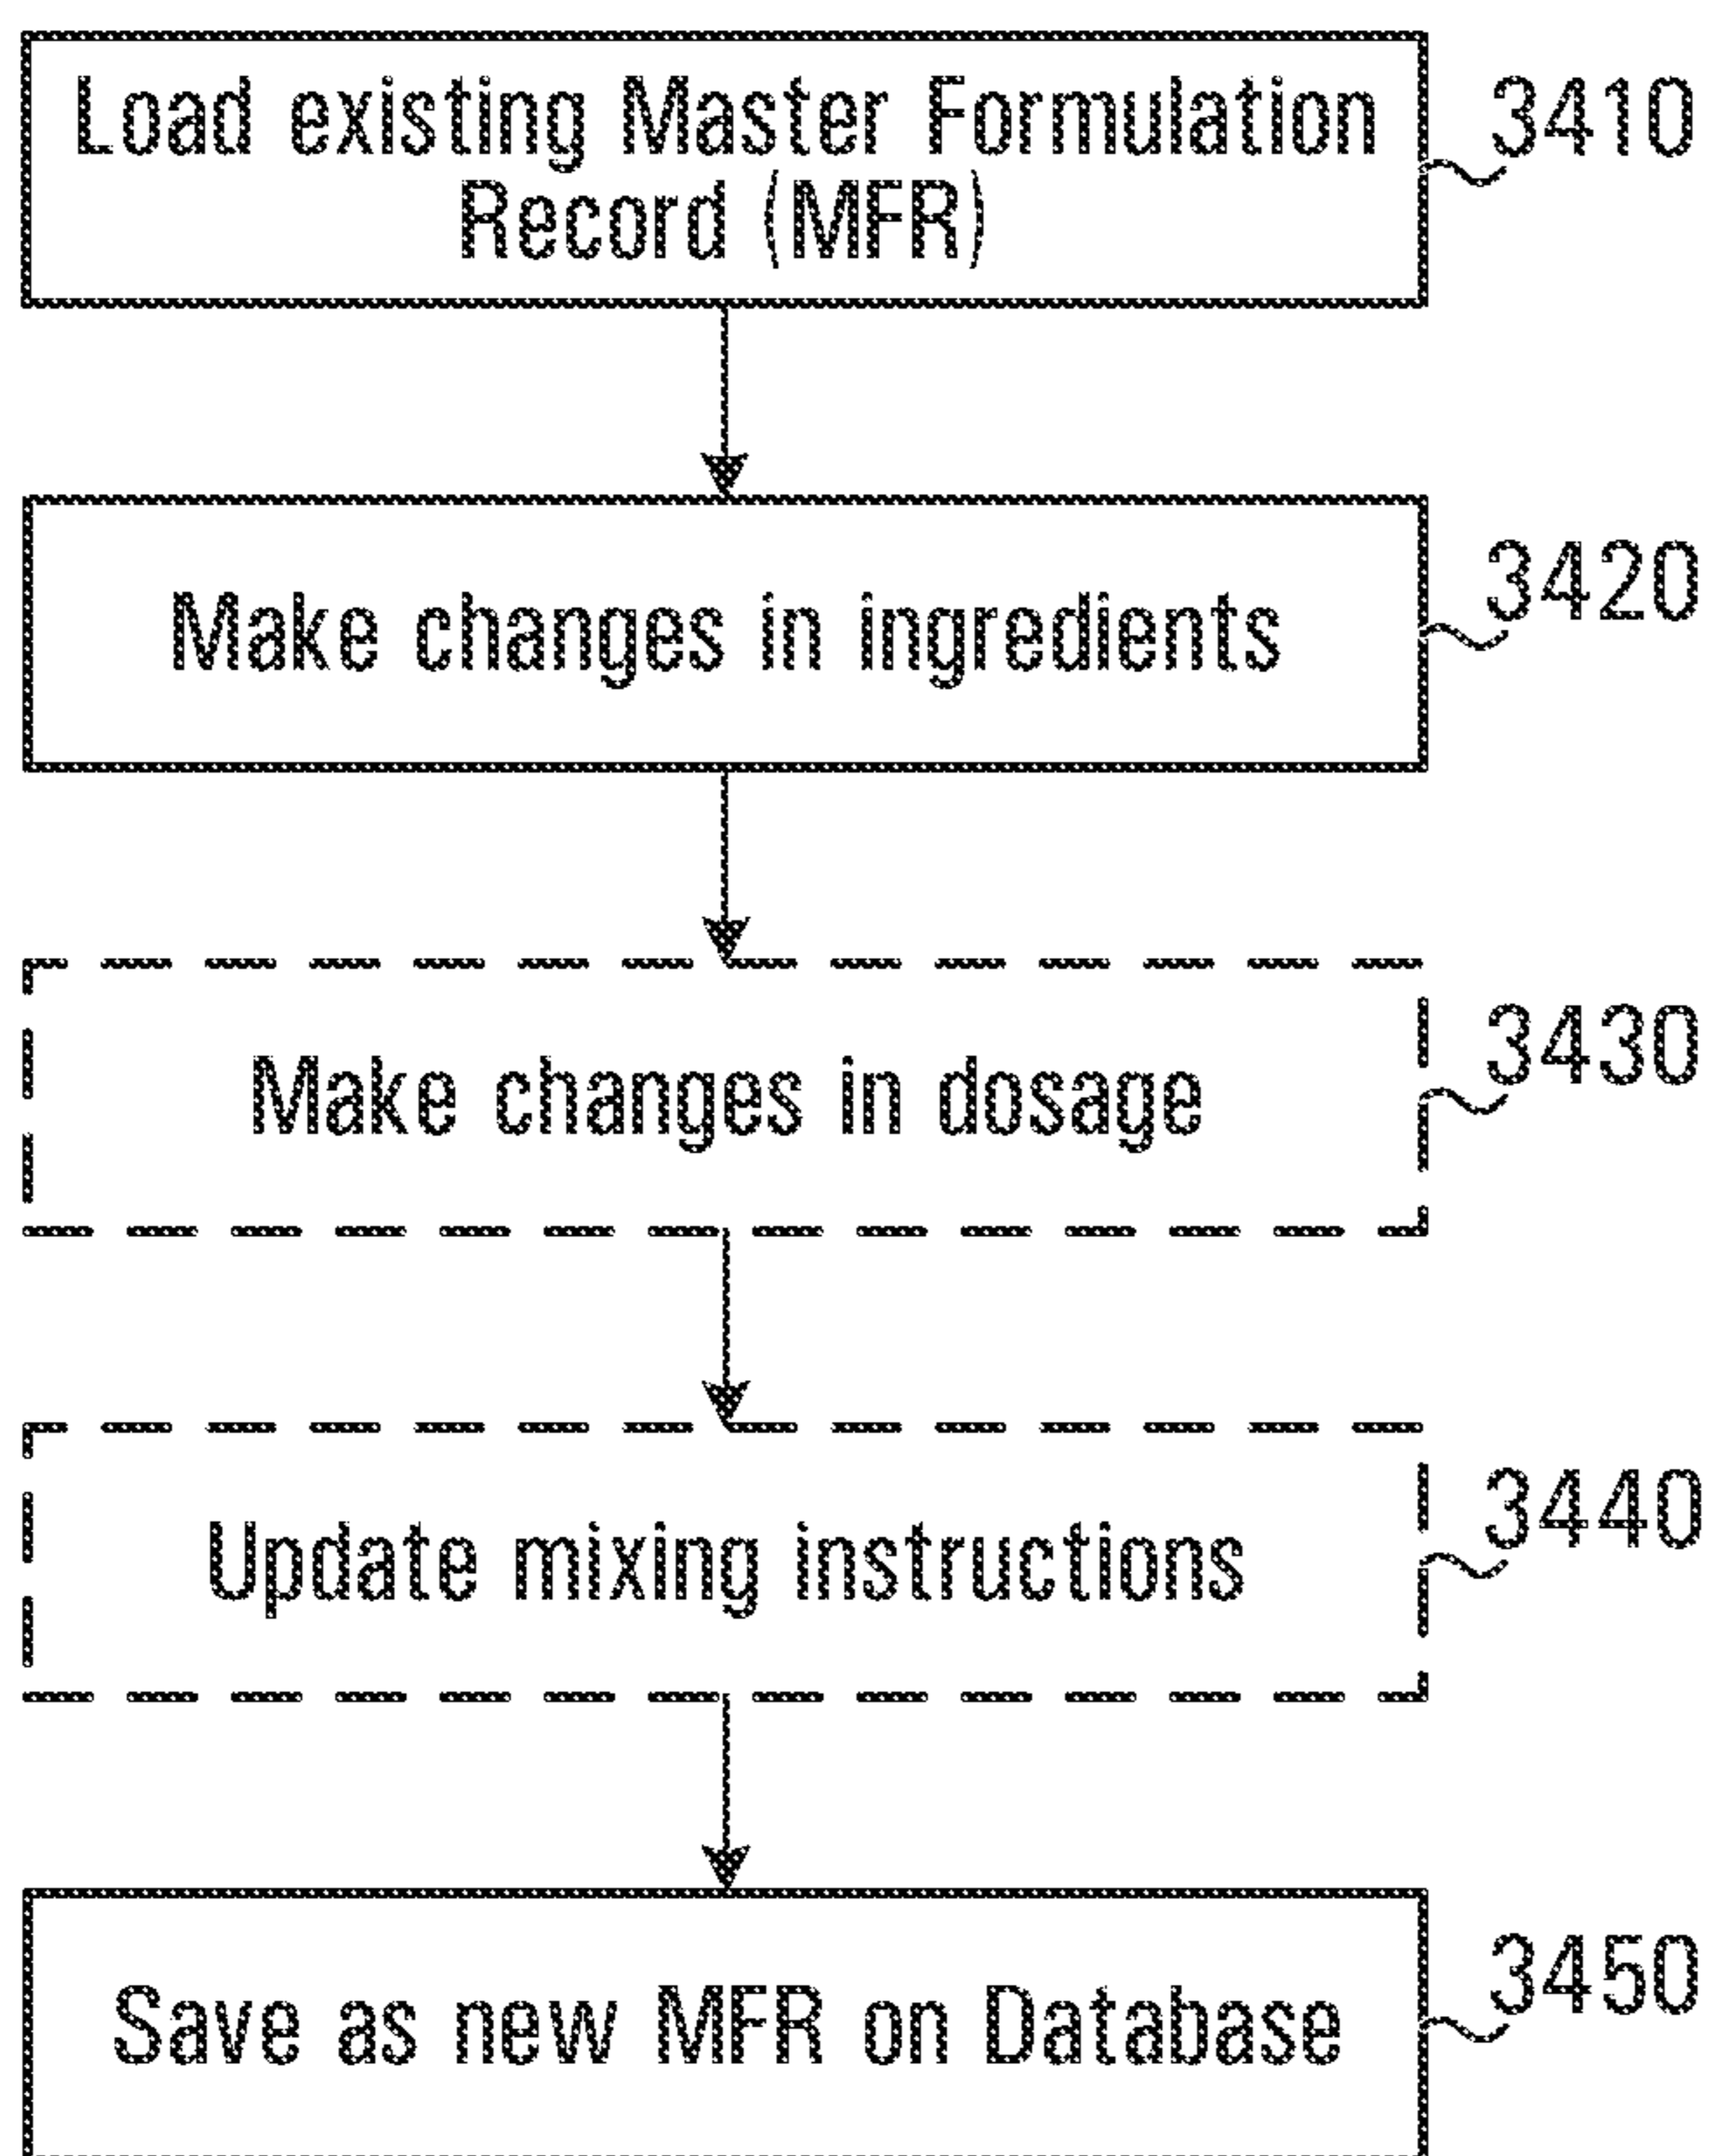 Load existing Master Formulation
Record (MFR)
3410
Make changes in ingredients
3420
Make changes in dosage
3430
Update mixing instructions
3440
Save as new MFR on Database
3450